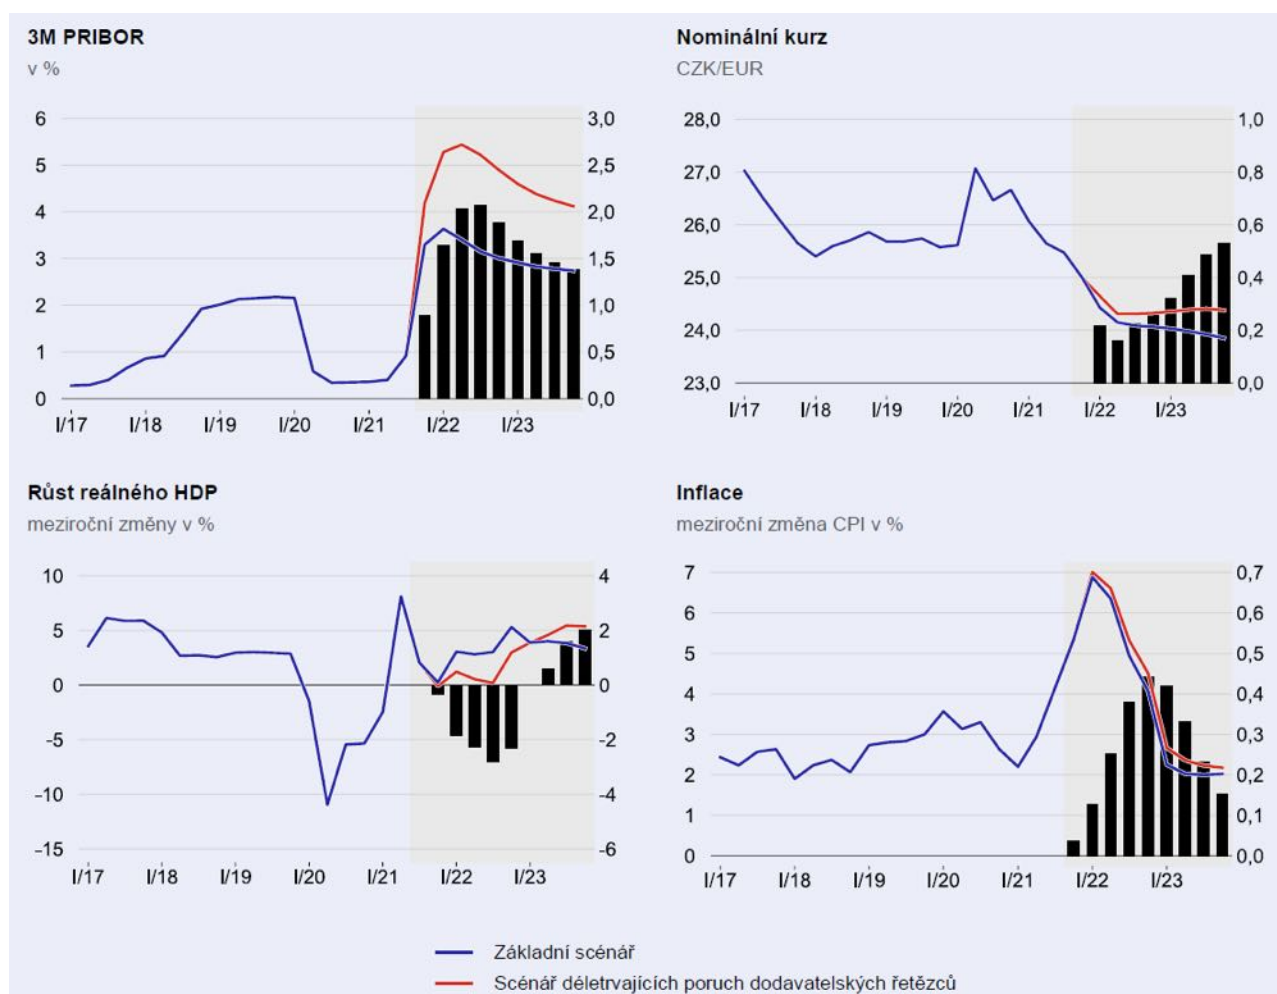 3M PRIBOR
v %
6 3,0
5 2,5
4 2,0
3 1,5
2 1,0
1 0,5
0 0,0
I/17 I/18 I/19 I/20 I/21 I/22 I/23
Nominální kurz
CZK/EUR
28,0 1,0
27,0 0,8
26,0 0,6
25,0 0,4
24,0 0,2
23,0 0,0
I/17 I/18 I/19 I/20 I/21 I/22 I/23
Růst reálného HDP
meziroční změny v %
10 4
5 2
0 0
-5 -2
-10 -4
-15 -6
I/17 I/18 I/19 I/20 I/21 I/22 I/23
Inflace
meziroční změna CPI v %
7 0,7
6 0,6
5 0,5
4 0,4
3 0,3
2 0,2
1 0,1
0 0,0
I/17 I/18 I/19 I/20 I/21 I/22 I/23
Základní scénář
Scénář déletrvajících poruch dodavatelských řetězců